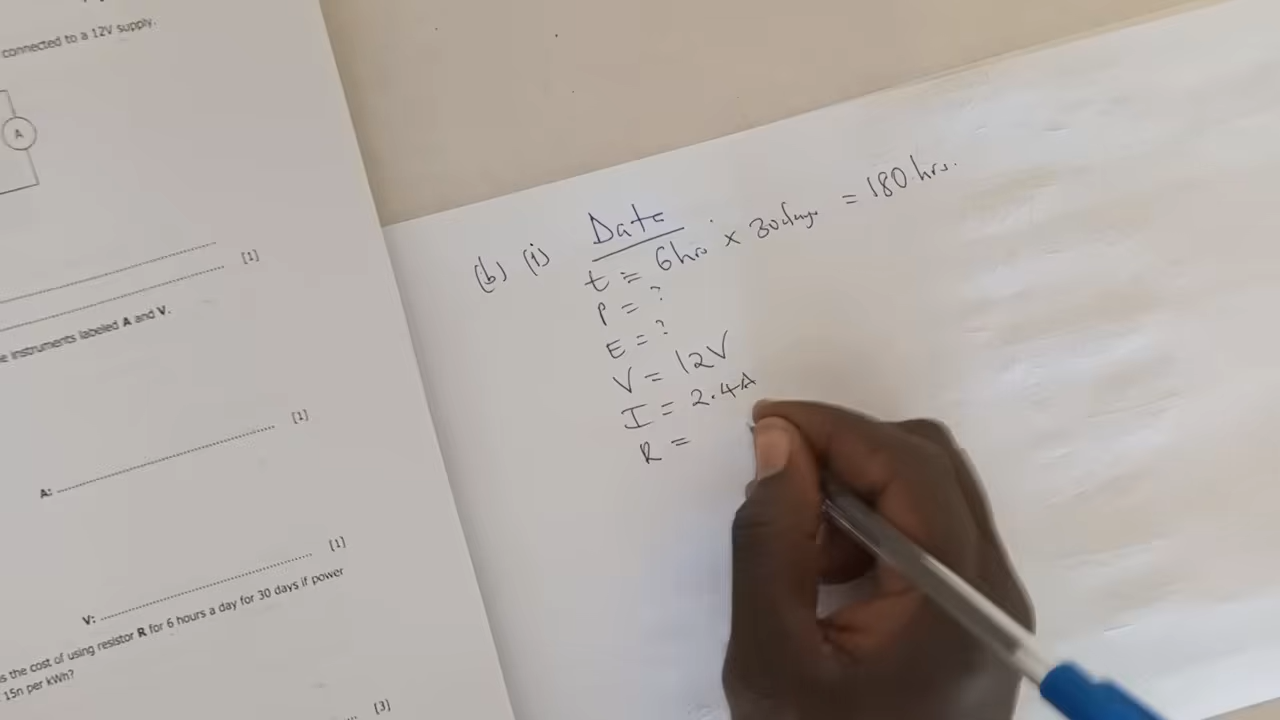 connected to a 12V supply.
A
[1]
e instruments labeled A and V.
[1]
A:
[1]
V:
s the cost of using resistor R for 6 hours a day for 30 days if power
15n per kWh?
[3]
(b) (i) Data
t = 6hrs × 30days = 180 hrs.
P = ?
E = ?
V = 12V
I = 2.4A
R =